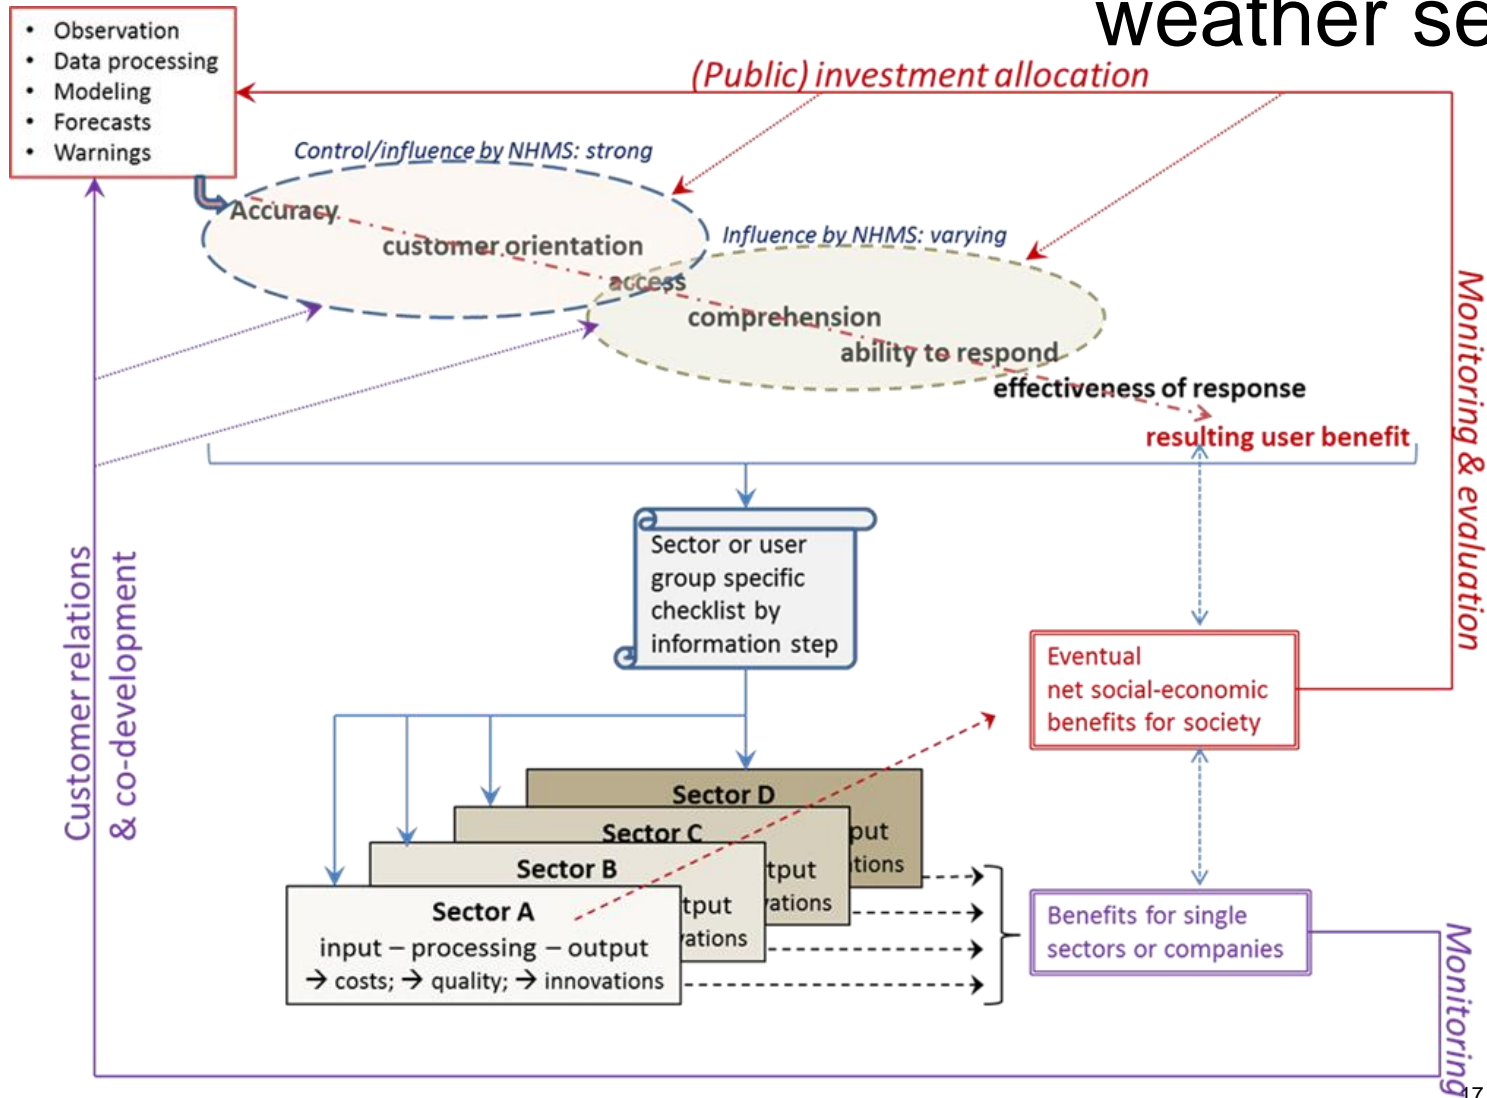 weather se
• Observation
• Data processing
• Modeling
• Forecasts
• Warnings
(Public) investment allocation
Control/influence by NHMS: strong
Accuracy
customer orientation
access
Influence by NHMS: varying
comprehension
ability to respond
effectiveness of response
resulting user benefit
Monitoring & evaluation
Customer relations
& co-development
Sector or user
group specific
checklist by
information step
Eventual
net social-economic
benefits for society
Sector D
put
ations
Sector C
tput
vations
Sector B
tput
vations
Sector A
input – processing – output
→ costs; → quality; → innovations
Benefits for single
sectors or companies
Monitoring
17